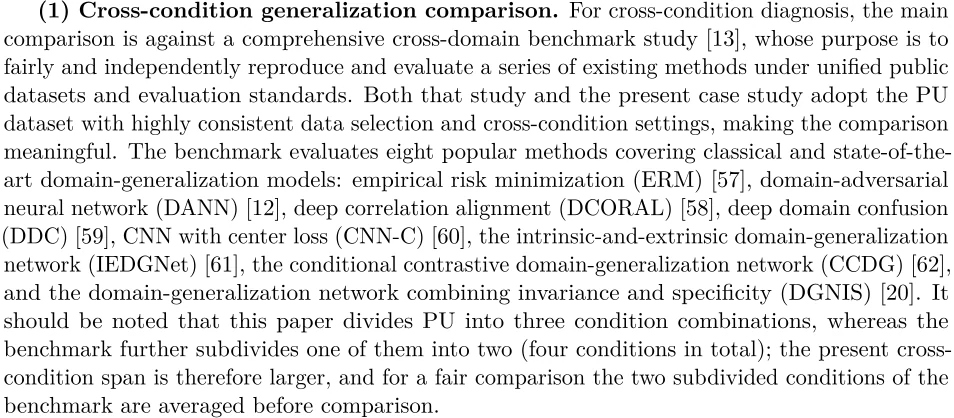 (1) Cross-condition generalization comparison. For cross-condition diagnosis, the main
comparison is against a comprehensive cross-domain benchmark study [13], whose purpose is to
fairly and independently reproduce and evaluate a series of existing methods under unified public
datasets and evaluation standards. Both that study and the present case study adopt the PU
dataset with highly consistent data selection and cross-condition settings, making the comparison
meaningful. The benchmark evaluates eight popular methods covering classical and state-of-the-
art domain-generalization models: empirical risk minimization (ERM) [57], domain-adversarial
neural network (DANN) [12], deep correlation alignment (DCORAL) [58], deep domain confusion
(DDC) [59], CNN with center loss (CNN-C) [60], the intrinsic-and-extrinsic domain-generalization
network (IEDGNet) [61], the conditional contrastive domain-generalization network (CCDG) [62],
and the domain-generalization network combining invariance and specificity (DGNIS) [20]. It
should be noted that this paper divides PU into three condition combinations, whereas the
benchmark further subdivides one of them into two (four conditions in total); the present cross-
condition span is therefore larger, and for a fair comparison the two subdivided conditions of the
benchmark are averaged before comparison.